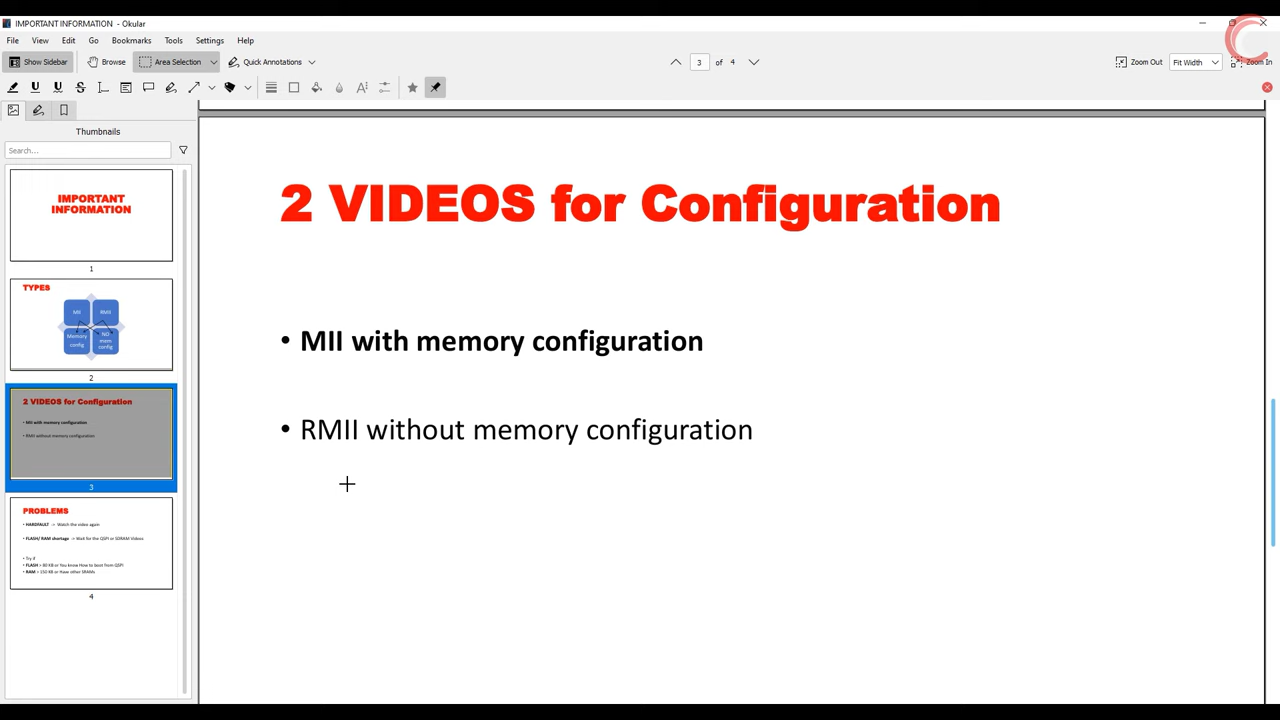 IMPORTANT INFORMATION - Okular
File View Edit Go Bookmarks Tools Settings Help
Show Sidebar Browse Area Selection Quick Annotations 3 of 4 Zoom Out Fit Width Zoom In
Thumbnails
Search...
IMPORTANT
INFORMATION
1
TYPES
MII RMII
Memory config NO mem config
2
2 VIDEOS for Configuration
• MII with memory configuration
• RMII without memory configuration
3
PROBLEMS
• HARDFAULT -> Watch the video again
• FLASH/ RAM shortage -> Wait for the QSPI or SDRAM Videos
• Try if
• FLASH > 80 KB or You know How to boot from QSPI
• RAM > 150 KB or Have other SRAMs
4
2 VIDEOS for Configuration
• MII with memory configuration
• RMII without memory configuration